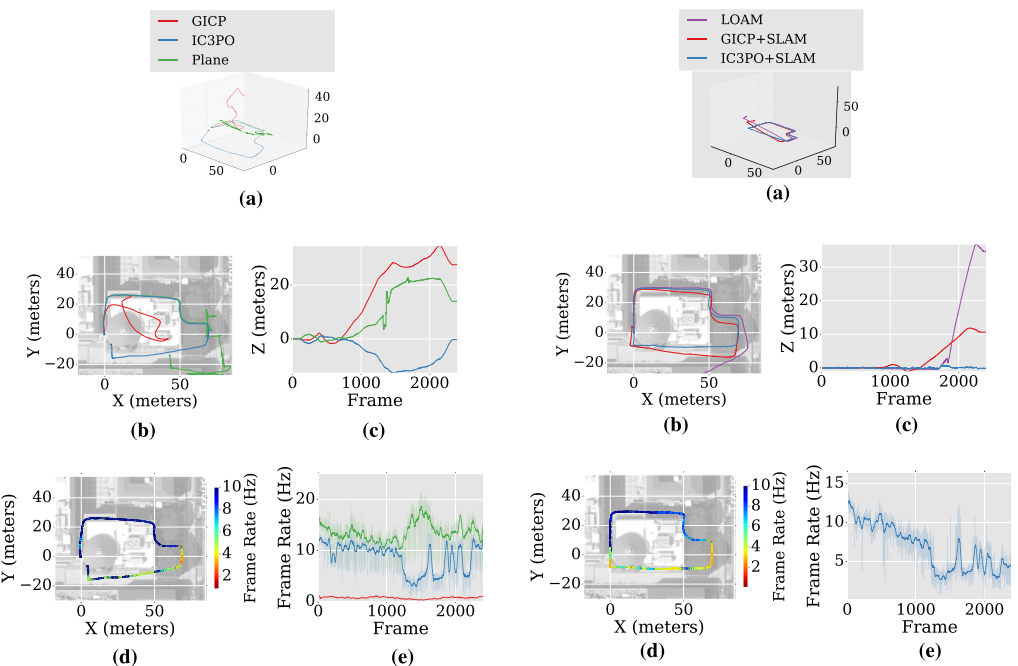 GICP
IC3PO
Plane
40
20
0
0
50
0
(a)
LOAM
GICP+SLAM
IC3PO+SLAM
50
0
0
50
50
0
(a)
Y (meters)
40
20
0
−20
0
50
X (meters)
(b)
Z (meters)
20
0
0
1000
2000
Frame
(c)
Y (meters)
40
20
0
−20
0
50
X (meters)
(b)
Z (meters)
30
20
10
0
0
1000
2000
Frame
(c)
Y (meters)
40
20
0
−20
0
50
X (meters)
10
8
6
4
2
Frame Rate (Hz)
(d)
Frame Rate (Hz)
20
10
0
0
1000
2000
Frame
(e)
Y (meters)
40
20
0
−20
0
50
X (meters)
10
8
6
4
2
Frame Rate (Hz)
(d)
Frame Rate (Hz)
15
10
5
0
1000
2000
Frame
(e)